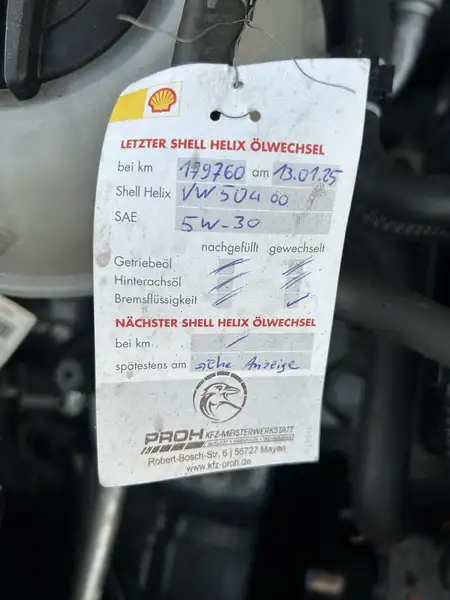 LETZTER SHELL HELIX ÖLWECHSEL
bei km 179760 am 13.01.25
Shell Helix VW 504 00
SAE 5W-30
nachgefüllt gewechselt
Getriebeöl
Hinterachsöl
Bremsflüssigkeit
NÄCHSTER SHELL HELIX ÖLWECHSEL
bei km
spätestens am siehe Anzeige
PROH KFZ-MEISTERWERKSTATT
Robert-Bosch-Str. 6 | 56727 Mayen
www.kfz-proh.de